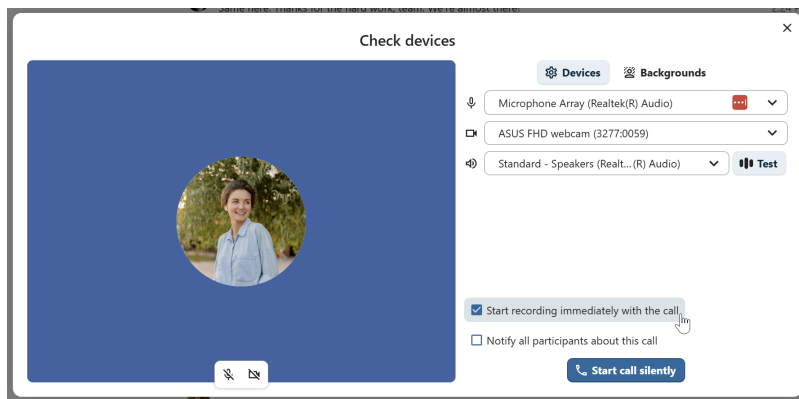 Same here. Thanks for the hard work, team. We're almost there!
Check devices
Devices
Backgrounds
Microphone Array (Realtek(R) Audio)
ASUS FHD webcam (3277:0059)
Standard - Speakers (Realt...(R) Audio)
Test
Start recording immediately with the call
Notify all participants about this call
Start call silently